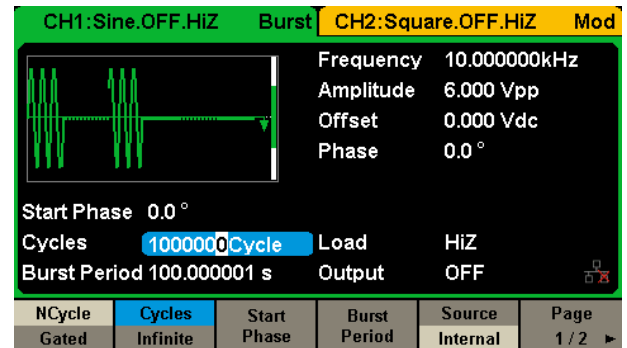 CH1:Sine.OFF.HiZ Burst CH2:Square.OFF.HiZ Mod
Frequency 10.000000kHz
Amplitude 6.000 Vpp
Offset 0.000 Vdc
Phase 0.0 °
Start Phase 0.0 °
Cycles 1000000Cycle Load HiZ
Burst Period 100.000001 s Output OFF
NCycle Cycles Start Burst Source Page
Gated Infinite Phase Period Internal 1/2 ►